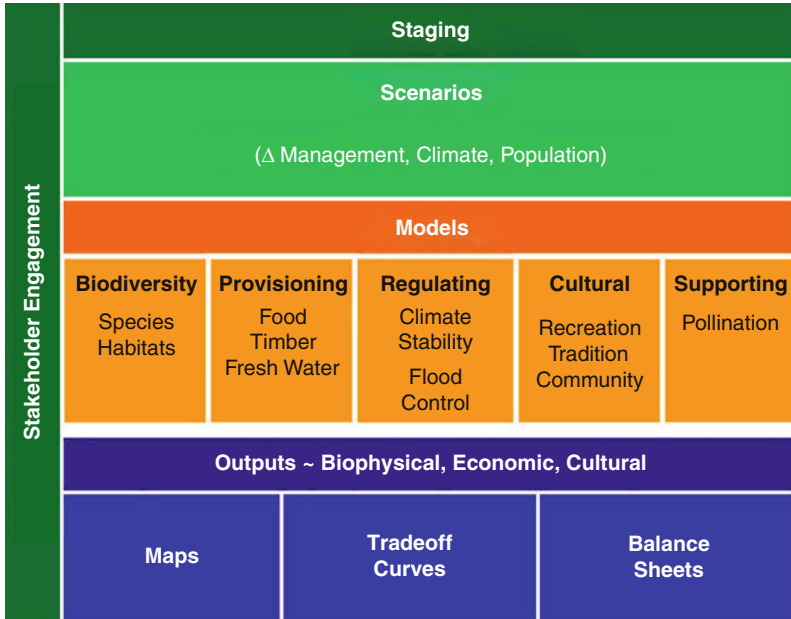 Stakeholder Engagement
Staging
Scenarios
(Δ Management, Climate, Population)
Models
Biodiversity
Species
Habitats
Provisioning
Food
Timber
Fresh Water
Regulating
Climate
Stability
Flood
Control
Cultural
Recreation
Tradition
Community
Supporting
Pollination
Outputs ~ Biophysical, Economic, Cultural
Maps
Tradeoff
Curves
Balance
Sheets